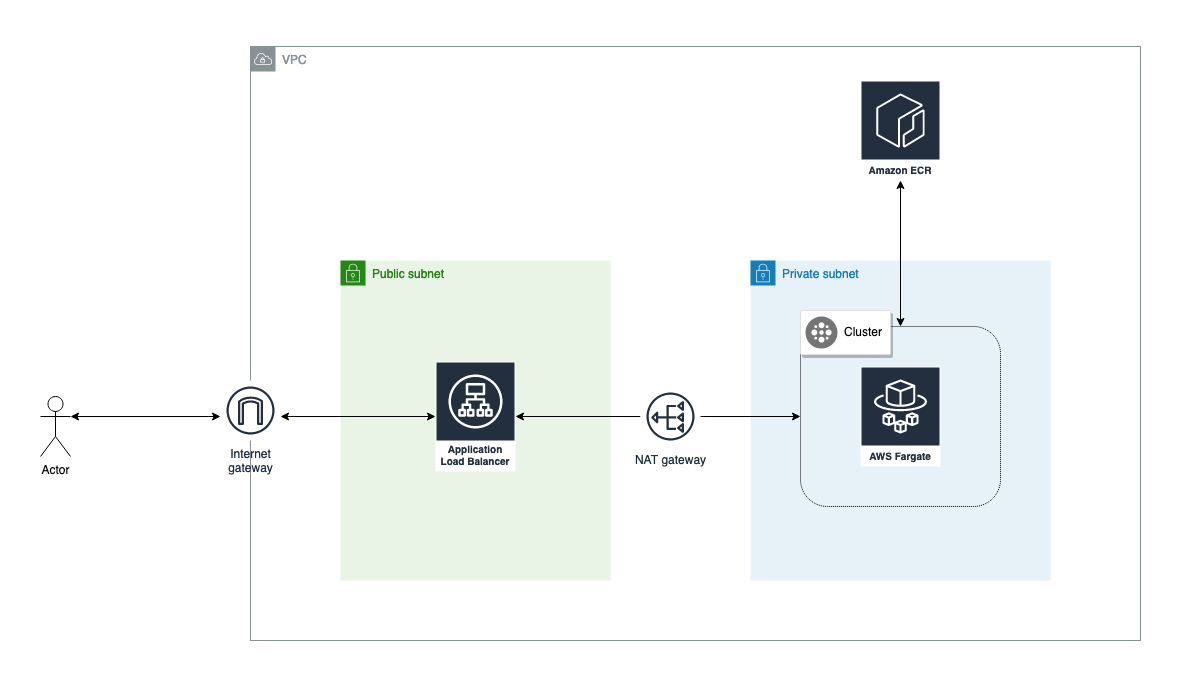 VPC
Amazon ECR
Public subnet
Private subnet
Cluster
Application
Load Balancer
Internet
gateway
NAT gateway
AWS Fargate
Actor